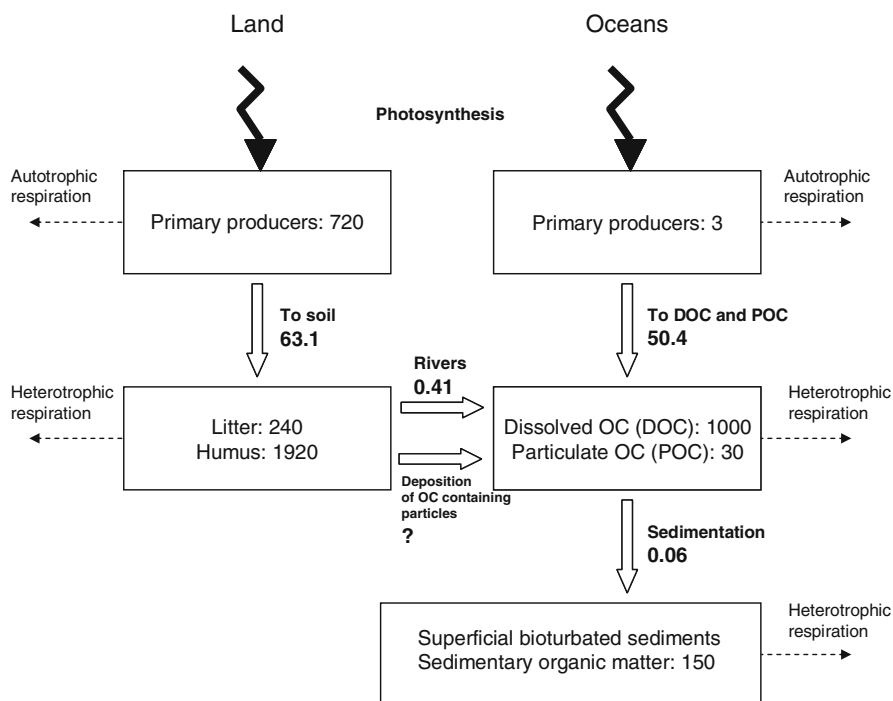 Land
Oceans
Photosynthesis
Autotrophic
respiration
Primary producers: 720
Primary producers: 3
Autotrophic
respiration
To soil
63.1
To DOC and POC
50.4
Heterotrophic
respiration
Litter: 240
Humus: 1920
Rivers
0.41
Deposition
of OC containing
particles
?
Dissolved OC (DOC): 1000
Particulate OC (POC): 30
Heterotrophic
respiration
Sedimentation
0.06
Superficial bioturbated sediments
Sedimentary organic matter: 150
Heterotrophic
respiration